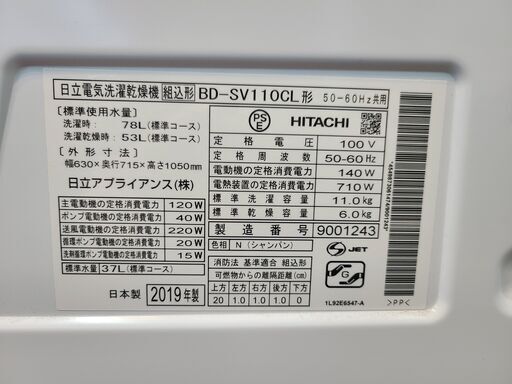 日立電気洗濯乾燥機 組込形 BD-SV110CL形 50-60Hz共用
[標準使用水量]
洗濯時: 78L(標準コース)
洗濯乾燥時: 53L(標準コース)
[外形寸法]
幅630×奥行715×高さ1050mm
日立アプライアンス(株)
主電動機の定格消費電力 120W
ポンプ電動機の定格消費電力 40W
送風電動機の定格消費電力 220W
循環ポンプ電動機の定格消費電力 20W
洗剤循環ポンプの定格消費電力 15W
標準水量 37L(標準コース)
日本製 2019年製
PSE HITACHI
定格電圧 100V
定格周波数 50-60Hz
電動機の定格消費電力 140W
電熱装置の定格消費電力 710W
標準洗濯容量 11.0kg
標準乾燥容量 6.0kg
製造番号 9001243
色相 N (シャンパン)
消防法 基準適合 組込形
可燃物からの離隔距離(cm)
上方 左方 右方 前方 後方 下方
20 1.0 1.0 1.0 0
JET
G
1L92E6547-A
>PP<